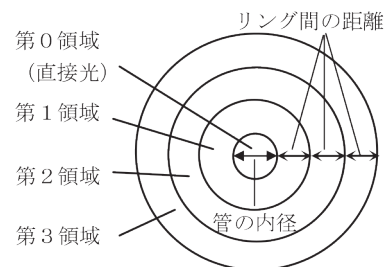 リング間の距離
第０領域
（直接光）
第１領域
第２領域
管の内径
第３領域